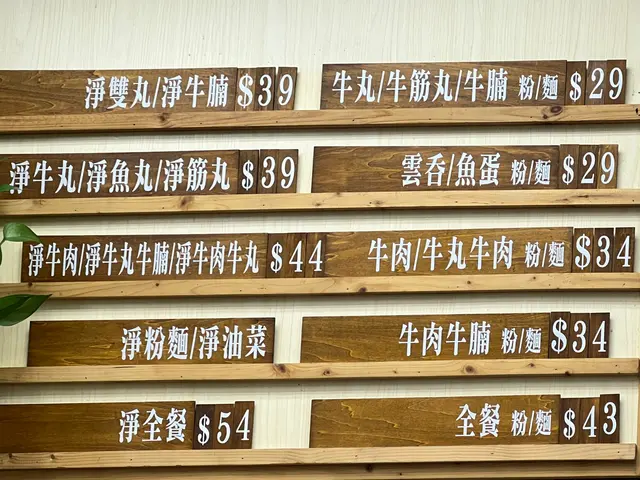 淨雙丸/淨牛腩 $39
牛丸/牛筋丸/牛腩 粉/麵 $29
淨牛丸/淨魚丸/淨筋丸 $39
雲吞/魚蛋 粉/麵 $29
淨牛肉/淨牛丸牛腩/淨牛肉牛丸 $44
牛肉/牛丸牛肉 粉/麵 $34
淨粉麵/淨油菜
牛肉牛腩 粉/麵 $34
淨全餐 $54
全餐 粉/麵 $43